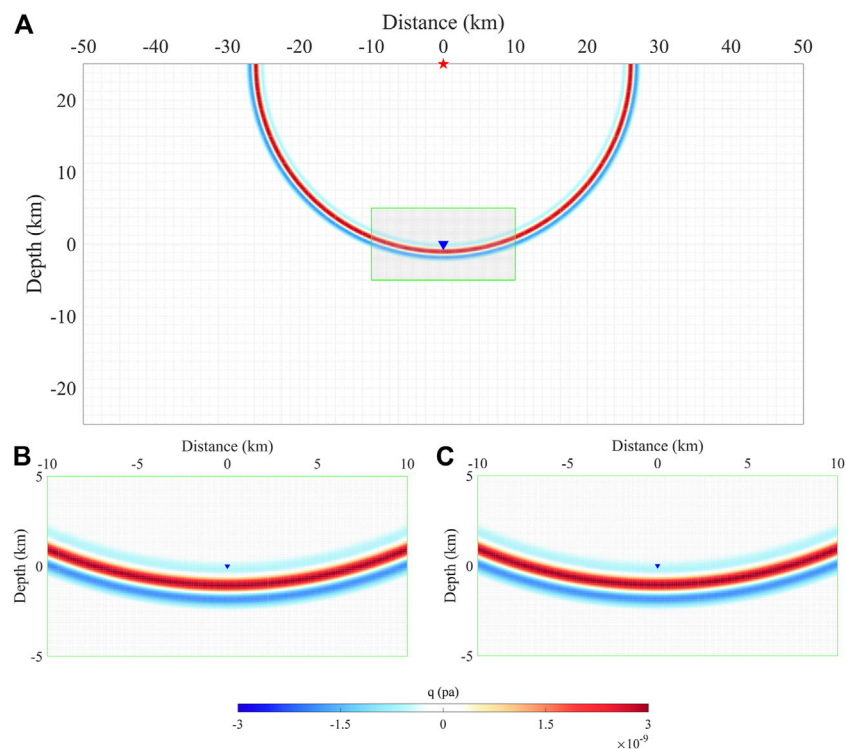 A
Distance (km)
-50 -40 -30 -20 -10 0 10 20 30 40 50
Depth (km)
20
10
0
-10
-20
B
Distance (km)
-10 -5 0 5 10
Depth (km)
5
0
-5
C
Distance (km)
-10 -5 0 5 10
Depth (km)
5
0
-5
q (pa)
-3 -1.5 0 1.5 3
×10⁻⁹